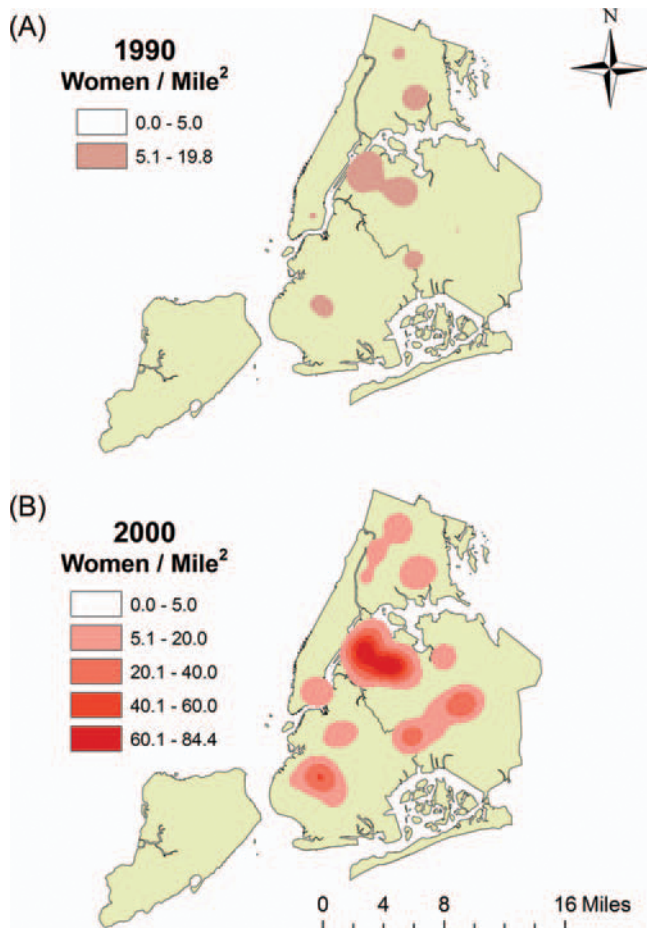 (A)
N
1990
Women / Mile²
0.0 - 5.0
5.1 - 19.8
(B)
2000
Women / Mile²
0.0 - 5.0
5.1 - 20.0
20.1 - 40.0
40.1 - 60.0
60.1 - 84.4
0 4 8 16 Miles